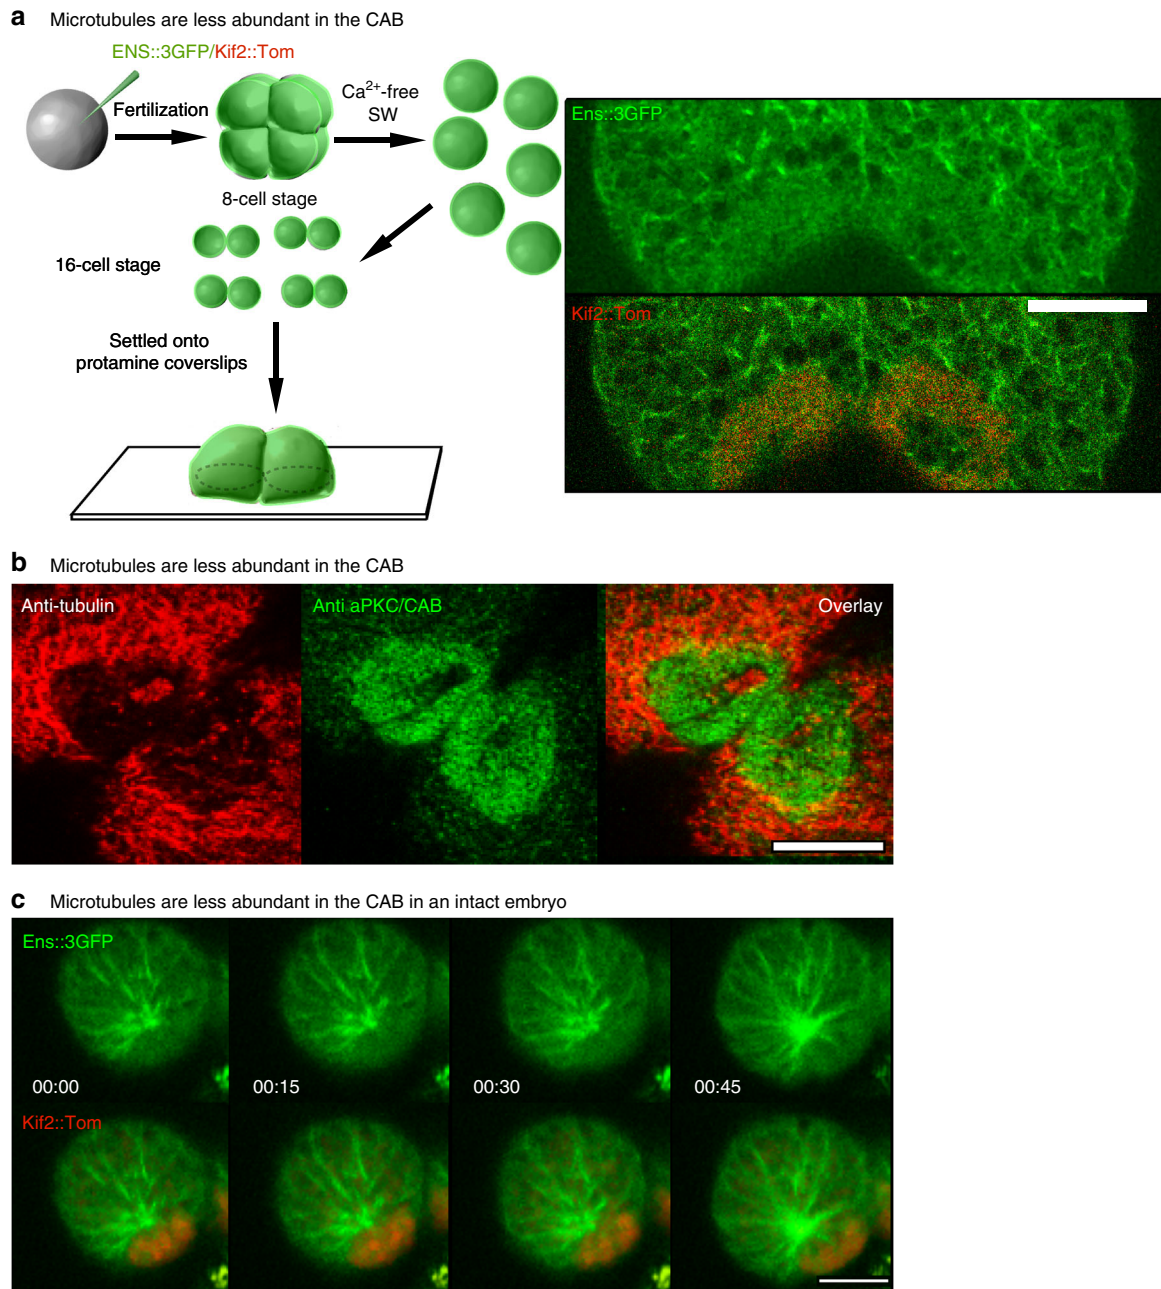 a Microtubules are less abundant in the CAB
ENS::3GFP/Kif2::Tom
Fertilization
Ca²⁺-free
SW
8-cell stage
16-cell stage
Settled onto
protamine coverslips
Ens::3GFP
Kif2::Tom
b Microtubules are less abundant in the CAB
Anti-tubulin
Anti aPKC/CAB
Overlay
c Microtubules are less abundant in the CAB in an intact embryo
Ens::3GFP
00:00
00:15
00:30
00:45
Kif2::Tom